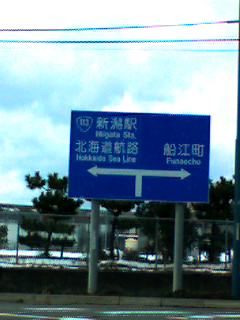 113 新潟駅
Niigata Sta.
北海道航路
Hokkaido Sea Line
船江町
Funaecho